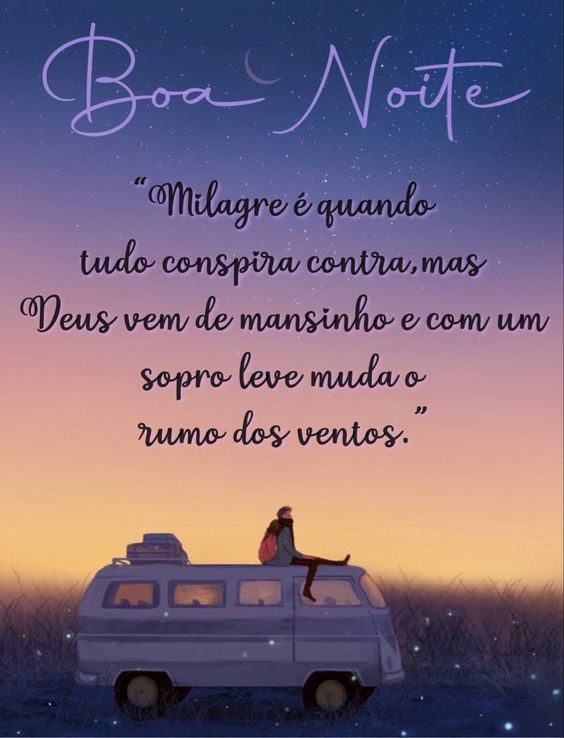 Boa Noite
“Milagre é quando
tudo conspira contra, mas
Deus vem de mansinho e com um
sopro leve muda o
rumo dos ventos.”